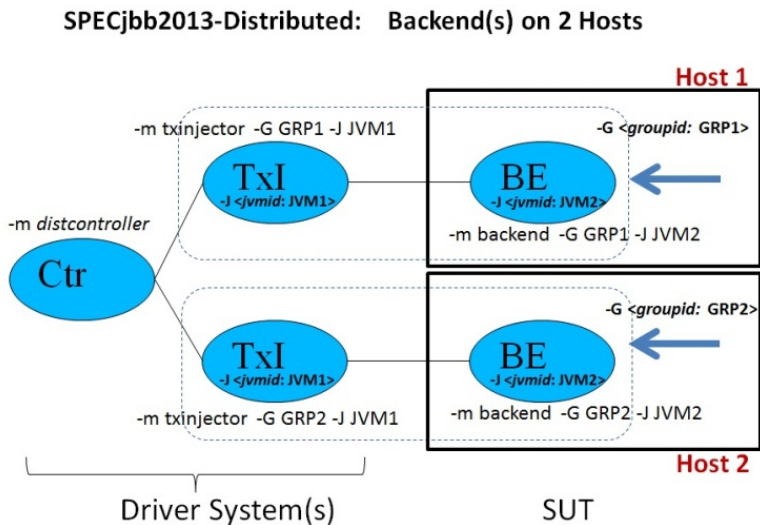 SPECjbb2013-Distributed: Backend(s) on 2 Hosts
Host 1
-m txinjector -G GRP1 -J JVM1
-G <groupid: GRP1>
TxI
-J <jvmid: JVM1>
BE
-J <jvmid: JVM2>
-m distcontroller
-m backend -G GRP1 -J JVM2
Ctr
-G <groupid: GRP2>
TxI
-J <jvmid: JVM1>
BE
-J <jvmid: JVM2>
-m txinjector -G GRP2 -J JVM1
-m backend -G GRP2 -J JVM2
Host 2
Driver System(s)
SUT